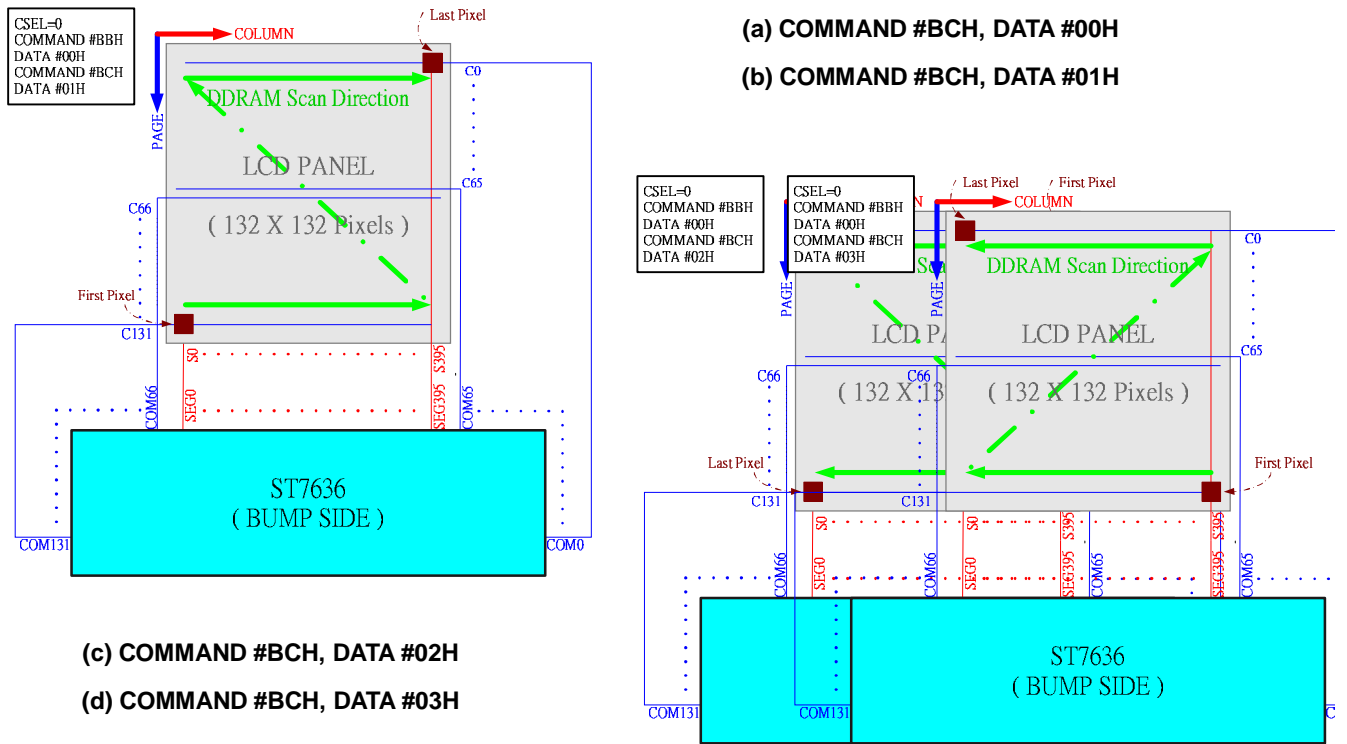 CSEL=0
COMMAND #BBH
DATA #00H
COMMAND #BCH
DATA #01H
COLUMN
PAGE
Last Pixel
C0
DDRAM Scan Direction
LCD PANEL
C65
C66
( 132 X 132 Pixels )
First Pixel
C131
S0
S395
COM66
SEG0
SEG395
COM65
ST7636
( BUMP SIDE )
COM131
COM0
(c) COMMAND #BCH, DATA #02H
(d) COMMAND #BCH, DATA #03H
(a) COMMAND #BCH, DATA #00H
(b) COMMAND #BCH, DATA #01H
CSEL=0
COMMAND #BBH
DATA #00H
COMMAND #BCH
DATA #02H
CSEL=0
COMMAND #BBH
DATA #00H
COMMAND #BCH
DATA #03H
N
Last Pixel
First Pixel
COLUMN
PAGE
PAGE
C0
Sca
DDRAM Scan Direction
LCD PA
LCD PANEL
C65
C66
C66
( 132 X 13
( 132 X 132 Pixels )
Last Pixel
First Pixel
C131
C131
S0
S0
S395
S395
COM66
SEG0
COM66
SEG0
SEG395
COM65
SEG395
COM65
ST7636
( BUMP SIDE )
COM131
COM131
C